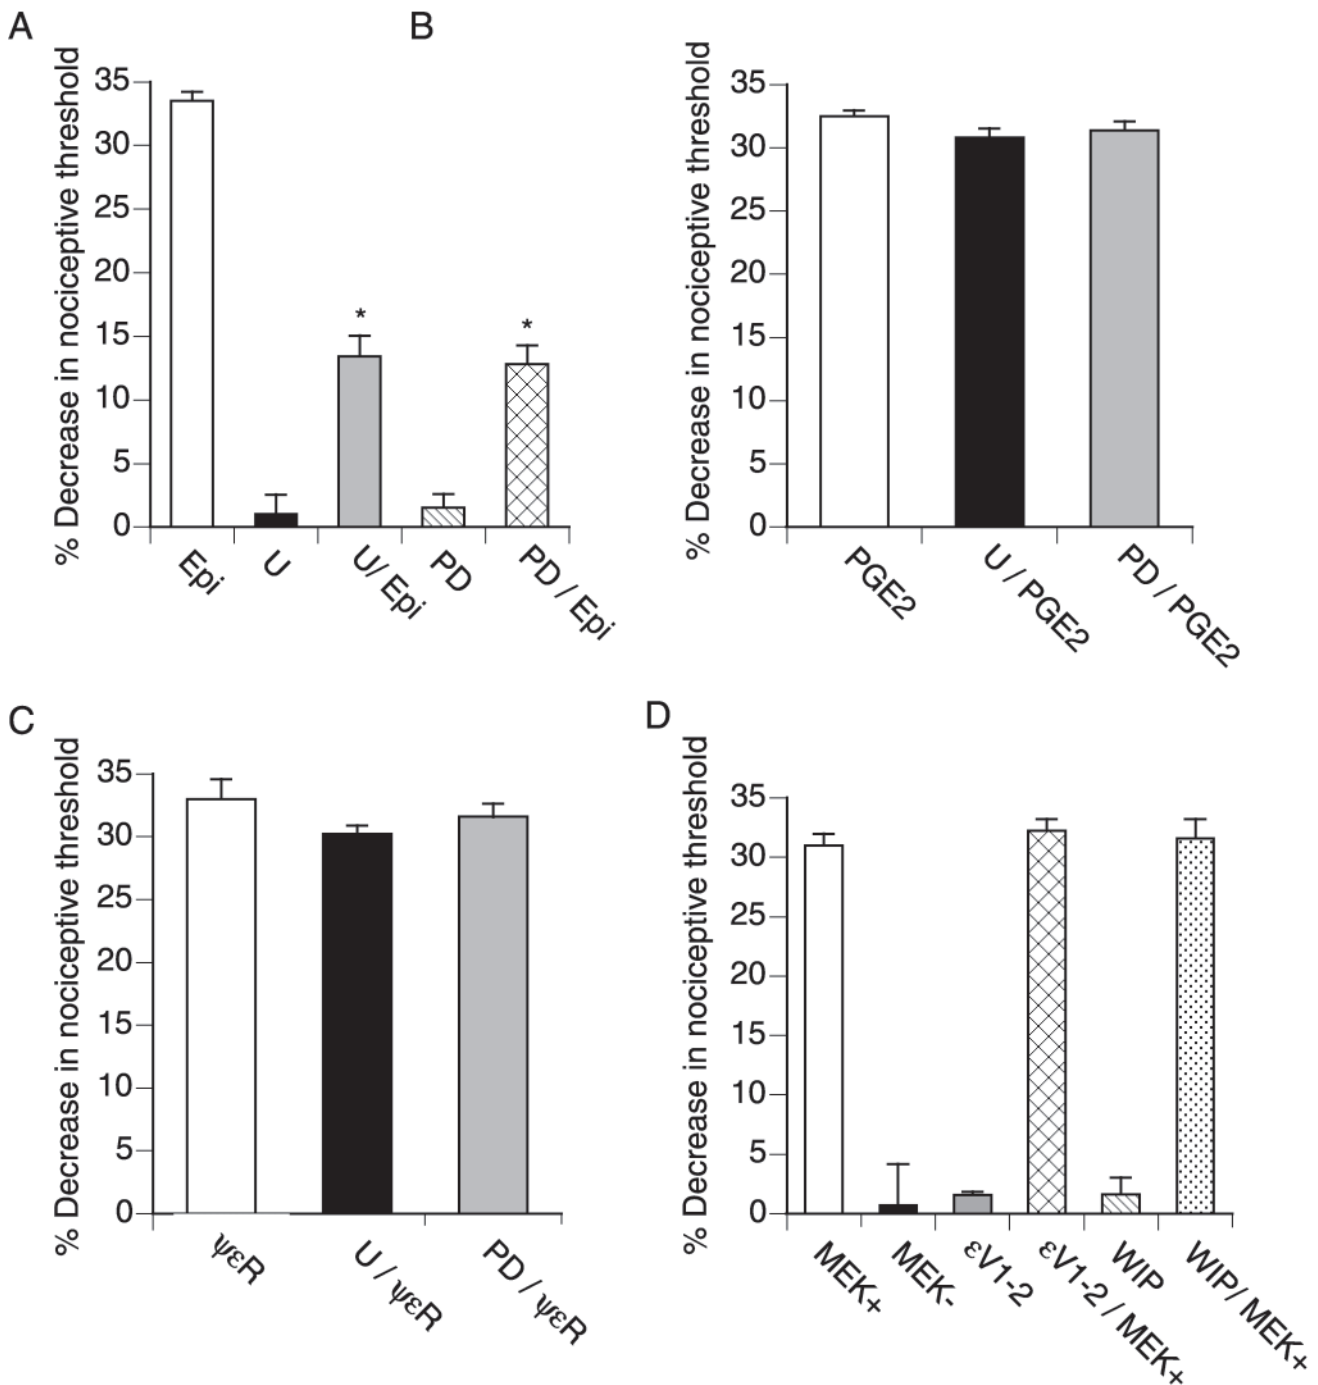 A
% Decrease in nociceptive threshold
35
30
25
20
15
10
5
0
*
*
Epi
U
U/ Epi
PD
PD / Epi
B
% Decrease in nociceptive threshold
35
30
25
20
15
10
5
0
PGE2
U / PGE2
PD / PGE2
C
% Decrease in nociceptive threshold
35
30
25
20
15
10
5
0
ψεR
U / ψεR
PD / ψεR
D
% Decrease in nociceptive threshold
35
30
25
20
15
10
5
0
MEK+
MEK-
εV1-2
εV1-2 / MEK+
WIP
WIP/ MEK+